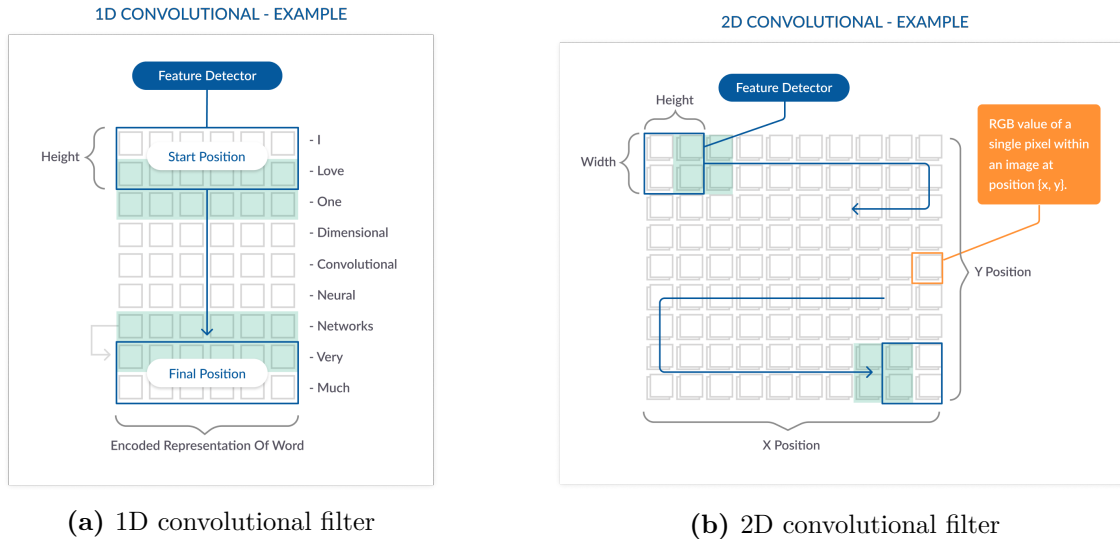 1D CONVOLUTIONAL - EXAMPLE
Feature Detector
Height
Start Position
- I
- Love
- One
- Dimensional
- Convolutional
- Neural
- Networks
- Very
- Much
Final Position
Encoded Representation Of Word
(a) 1D convolutional filter
2D CONVOLUTIONAL - EXAMPLE
Feature Detector
Height
Width
RGB value of a
single pixel within
an image at
position [x, y].
Y Position
X Position
(b) 2D convolutional filter